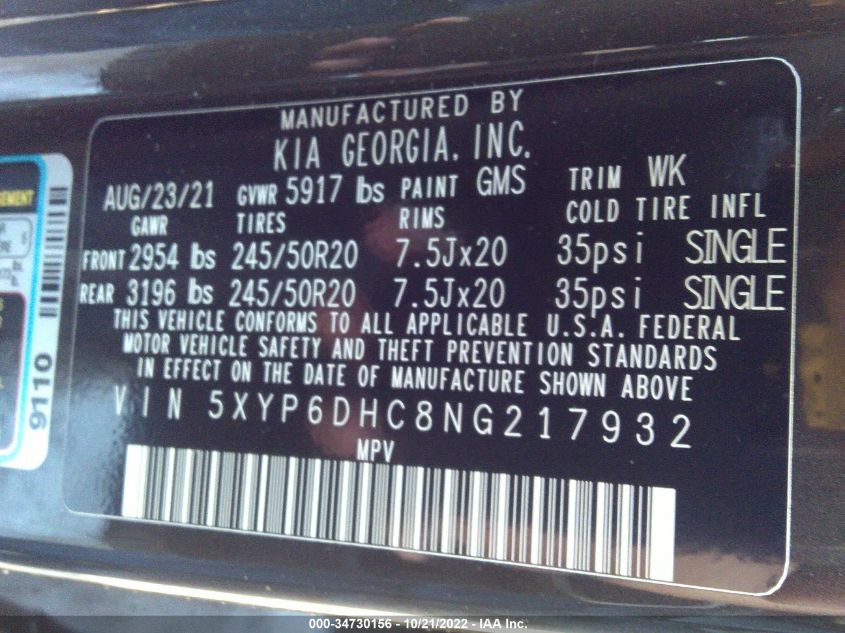 MANUFACTURED BY
KIA GEORGIA, INC.
AUG/23/21 GVWR 5917 lbs PAINT GMS TRIM WK
GAWR TIRES RIMS COLD TIRE INFL
FRONT 2954 lbs 245/50R20 7.5Jx20 35psi SINGLE
REAR 3196 lbs 245/50R20 7.5Jx20 35psi SINGLE
THIS VEHICLE CONFORMS TO ALL APPLICABLE U.S.A. FEDERAL
MOTOR VEHICLE SAFETY AND THEFT PREVENTION STANDARDS
IN EFFECT ON THE DATE OF MANUFACTURE SHOWN ABOVE
VIN 5XYP6DHC8NG217932
MPV
9110
000-34730156 - 10/21/2022 - IAA Inc.